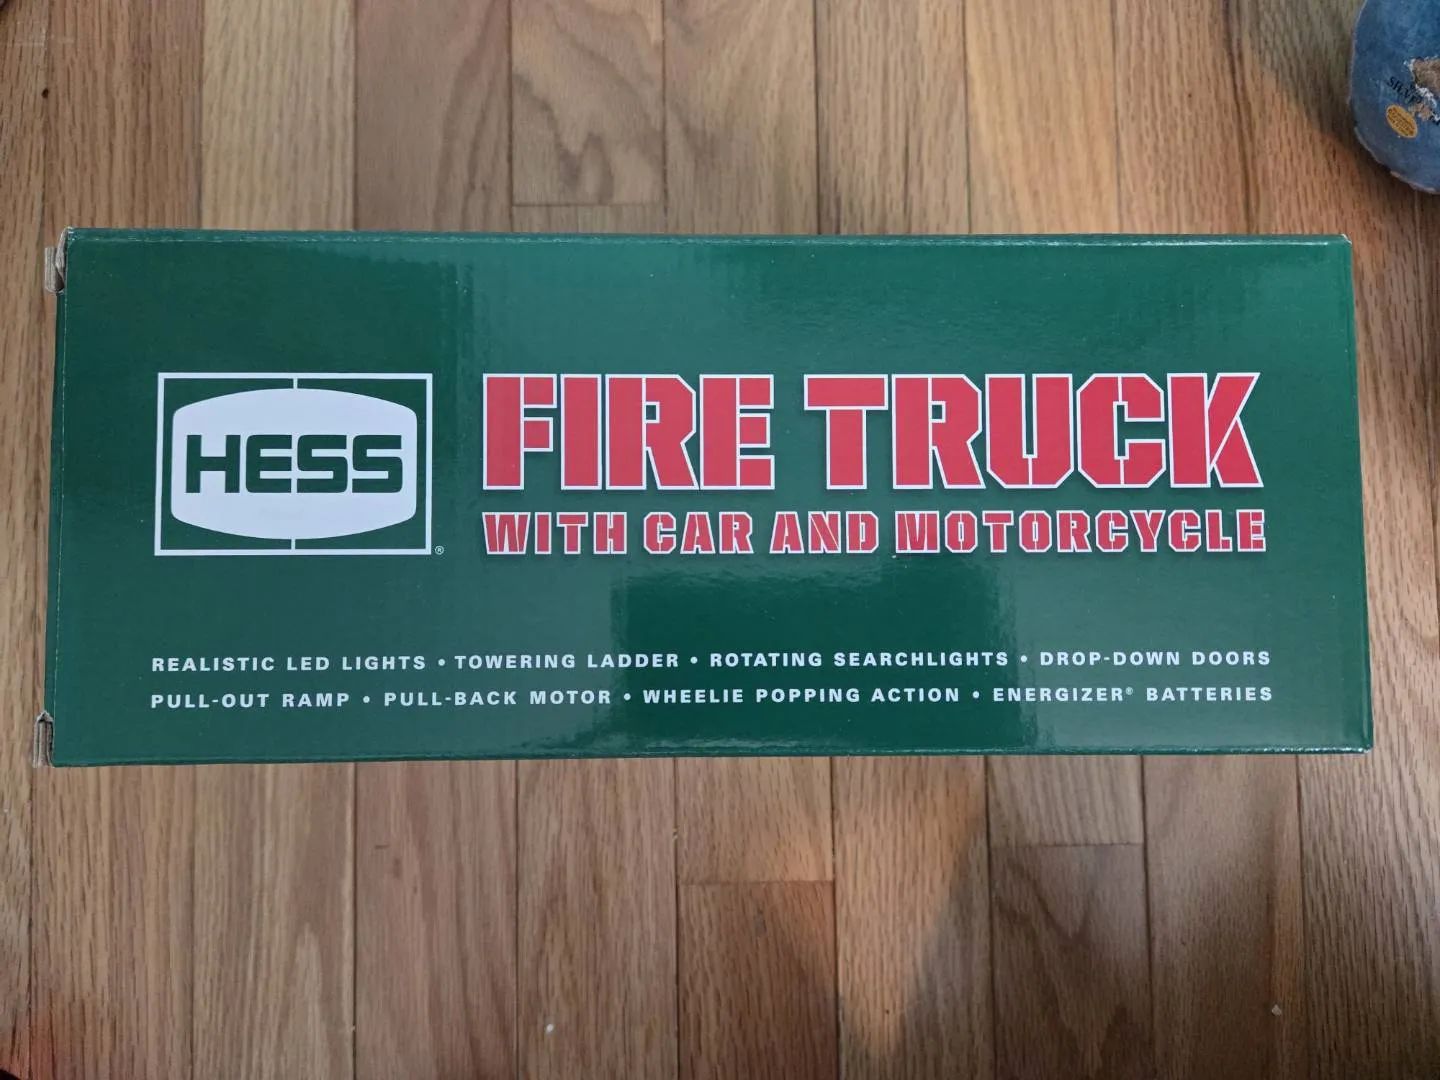 HESS®
FIRE TRUCK
WITH CAR AND MOTORCYCLE
REALISTIC LED LIGHTS • TOWERING LADDER • ROTATING SEARCHLIGHTS • DROP-DOWN DOORS
PULL-OUT RAMP • PULL-BACK MOTOR • WHEELIE POPPING ACTION • ENERGIZER® BATTERIES